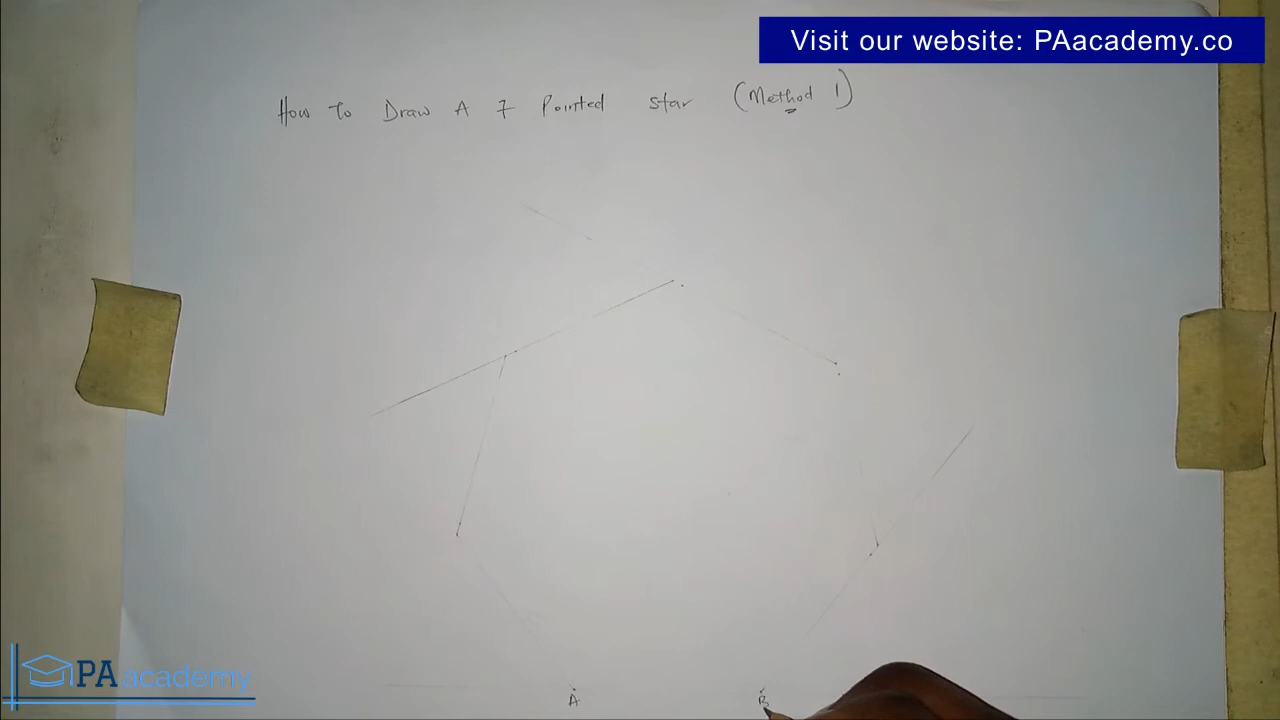 Visit our website: PAacademy.co
How To Draw A 7 Pointed star (Method 1)
A
B
PA academy